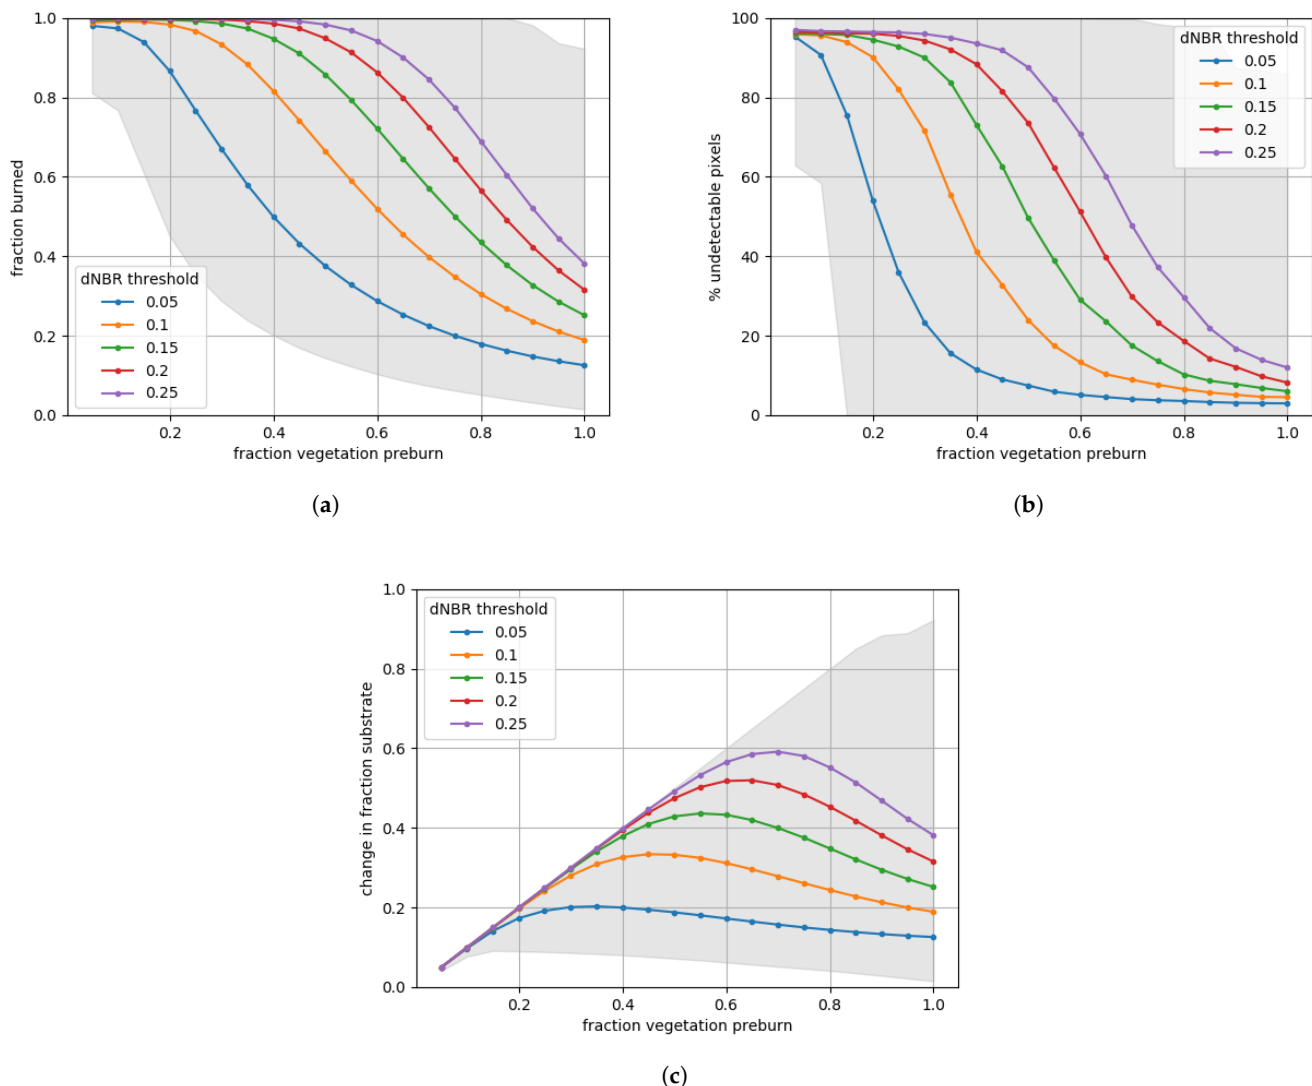 1.0
0.8
0.6
0.4
0.2
0.0
fraction burned
dNBR threshold
0.05
0.1
0.15
0.2
0.25
0.2 0.4 0.6 0.8 1.0
fraction vegetation preburn
(a)
100
80
60
40
20
0
% undetectable pixels
dNBR threshold
0.05
0.1
0.15
0.2
0.25
0.2 0.4 0.6 0.8 1.0
fraction vegetation preburn
(b)
1.0
0.8
0.6
0.4
0.2
0.0
change in fraction substrate
dNBR threshold
0.05
0.1
0.15
0.2
0.25
0.2 0.4 0.6 0.8 1.0
fraction vegetation preburn
(c)